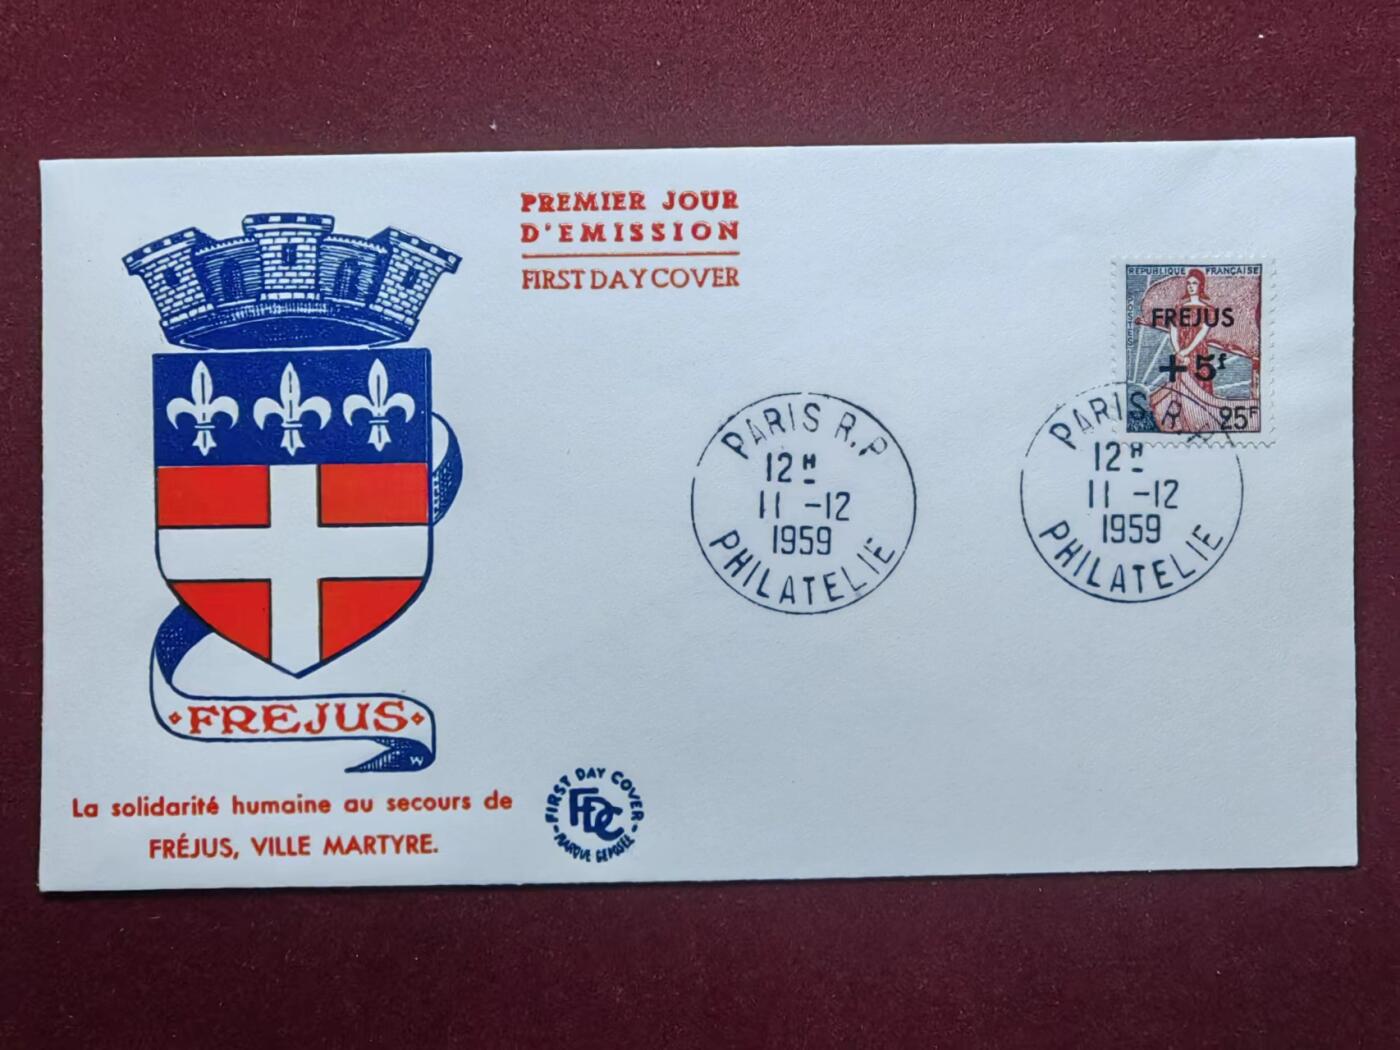 PREMIER JOUR
D'EMISSION
FIRST DAY COVER
REPUBLIQUE FRANÇAISE
POSTES
FREJUS
+5f
25F
PARIS R.P
12H
11 -12
1959
PHILATELIE
PARIS R.P
12H
11 -12
1959
PHILATELIE
FREJUS
W
La solidarité humaine au secours de
FRÉJUS, VILLE MARTYRE.
FIRST DAY COVER
FDC
MARQUE DEPOSÉE